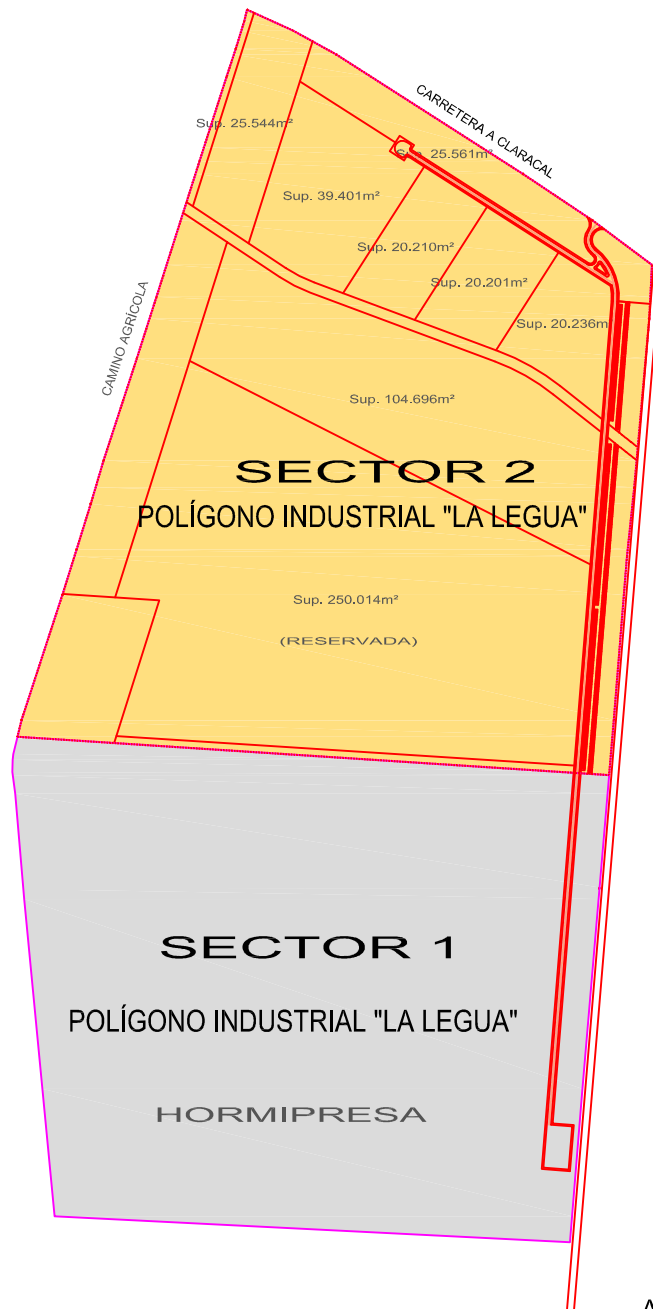 CARRETERA A CLARACAL
Sup. 25.544m²
Sup. 25.561m²
Sup. 39.401m²
Sup. 20.210m²
Sup. 20.201m²
Sup. 20.236m
CAMINO AGRÍCOLA
Sup. 104.696m²
SECTOR 2
POLÍGONO INDUSTRIAL "LA LEGUA"
Sup. 250.014m²
(RESERVADA)
SECTOR 1
POLÍGONO INDUSTRIAL "LA LEGUA"
HORMIPRESA